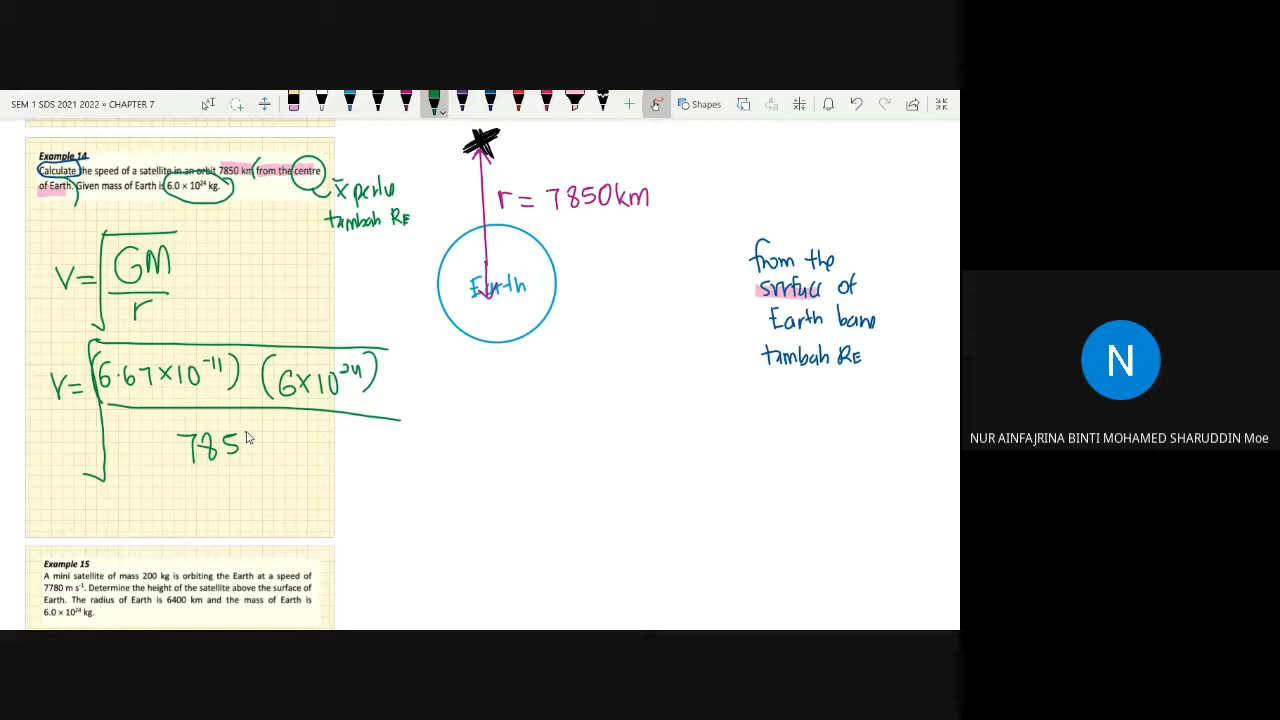 SEM 1 SDS 2021 2022 » CHAPTER 7
Shapes
Example 14
Calculate the speed of a satellite in an orbit 7850 km from the centre
of Earth. Given mass of Earth is 6.0 × 10²⁴ kg.
x̄ perlu
tambah RE
r = 7850km
Earth
from the
surface of
Earth baru
tambah RE
V = √(GM/r)
V = √((6.67×10⁻¹¹) (6×10²⁴)/785
N
NUR AINFAJRINA BINTI MOHAMED SHARUDDIN Moe
Example 15
A mini satellite of mass 200 kg is orbiting the Earth at a speed of
7780 m s⁻¹. Determine the height of the satellite above the surface of
Earth. The radius of Earth is 6400 km and the mass of Earth is
6.0 × 10²⁴ kg.